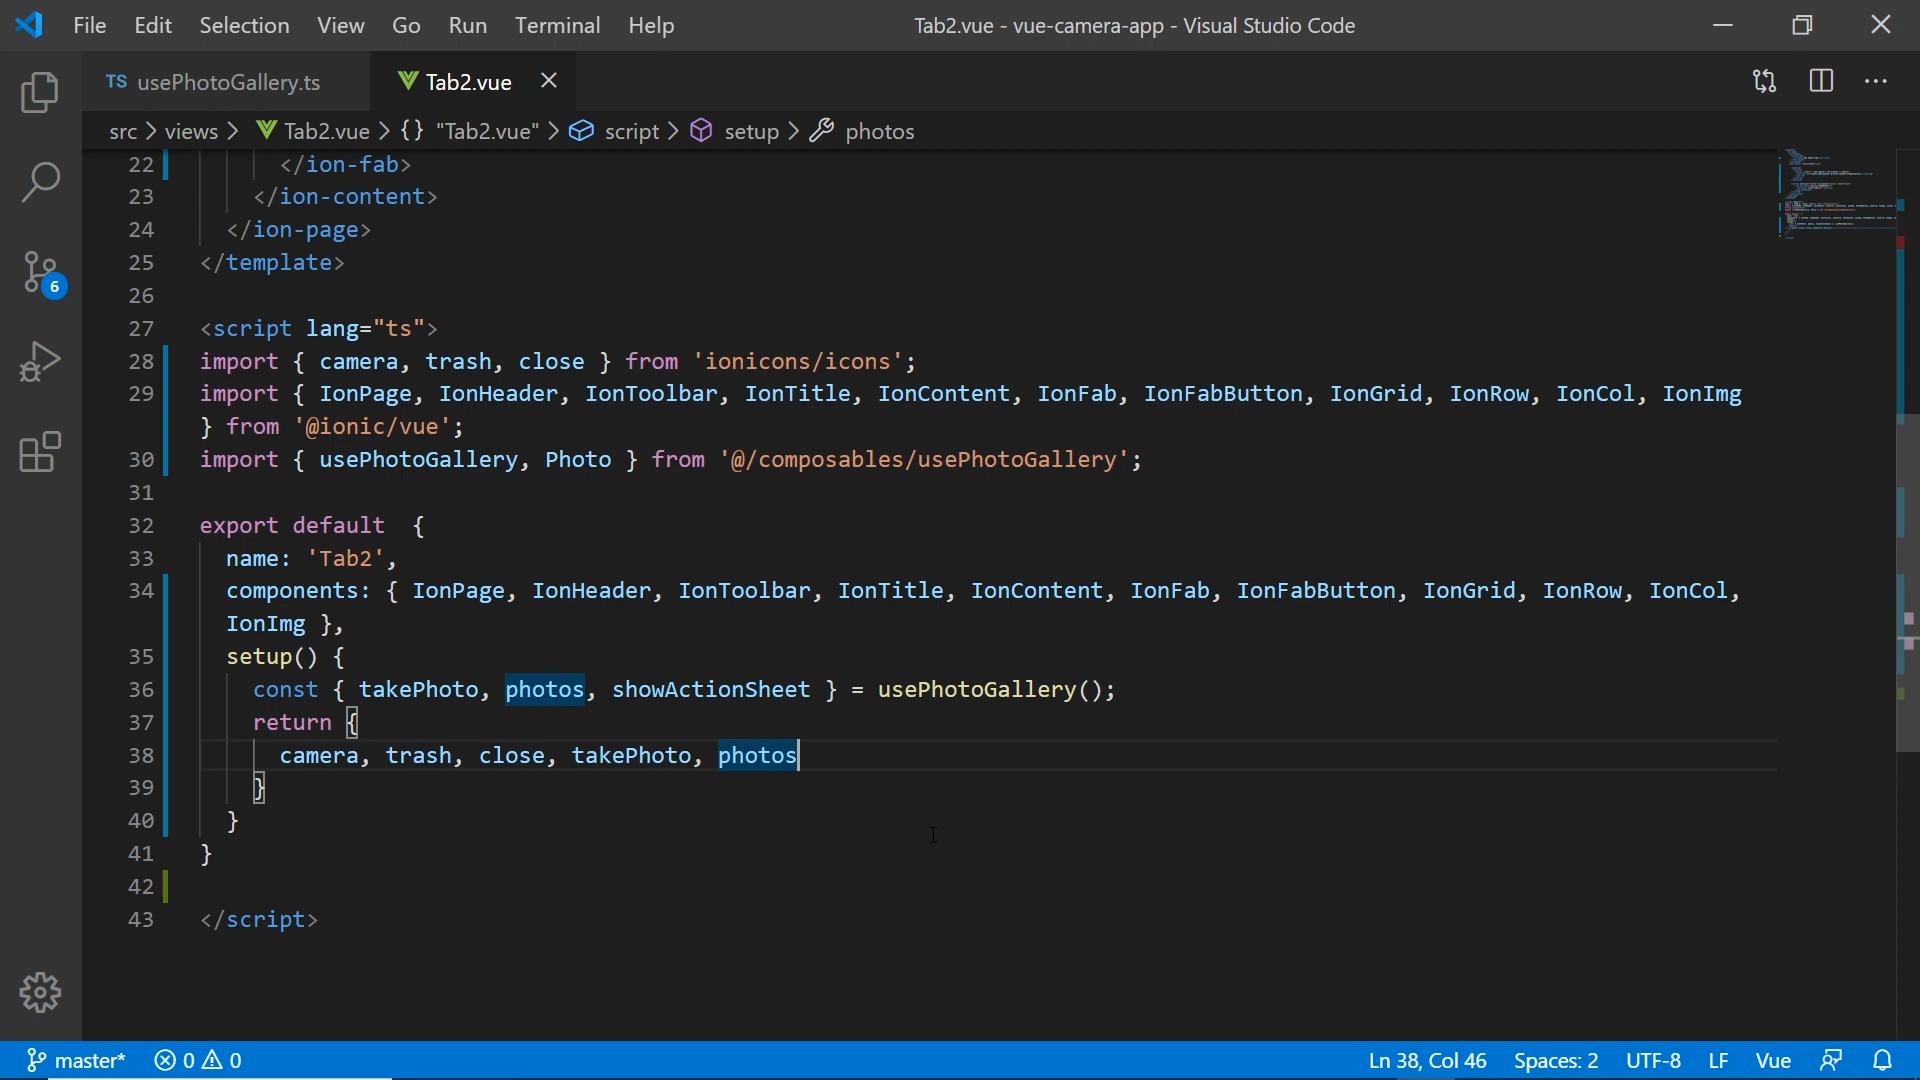 File Edit Selection View Go Run Terminal Help Tab2.vue - vue-camera-app - Visual Studio Code
TS usePhotoGallery.ts Tab2.vue
src > views > Tab2.vue > {} "Tab2.vue" > script > setup > photos
22 </ion-fab>
23 </ion-content>
24 </ion-page>
25 </template>
26
27 <script lang="ts">
28 import { camera, trash, close } from 'ionicons/icons';
29 import { IonPage, IonHeader, IonToolbar, IonTitle, IonContent, IonFab, IonFabButton, IonGrid, IonRow, IonCol, IonImg
} from '@ionic/vue';
30 import { usePhotoGallery, Photo } from '@/composables/usePhotoGallery';
31
32 export default  {
33 name: 'Tab2',
34 components: { IonPage, IonHeader, IonToolbar, IonTitle, IonContent, IonFab, IonFabButton, IonGrid, IonRow, IonCol,
IonImg },
35 setup() {
36 const { takePhoto, photos, showActionSheet } = usePhotoGallery();
37 return {
38 camera, trash, close, takePhoto, photos
39 }
40 }
41 }
42
43 </script>
6
master* 0 0 Ln 38, Col 46 Spaces: 2 UTF-8 LF Vue